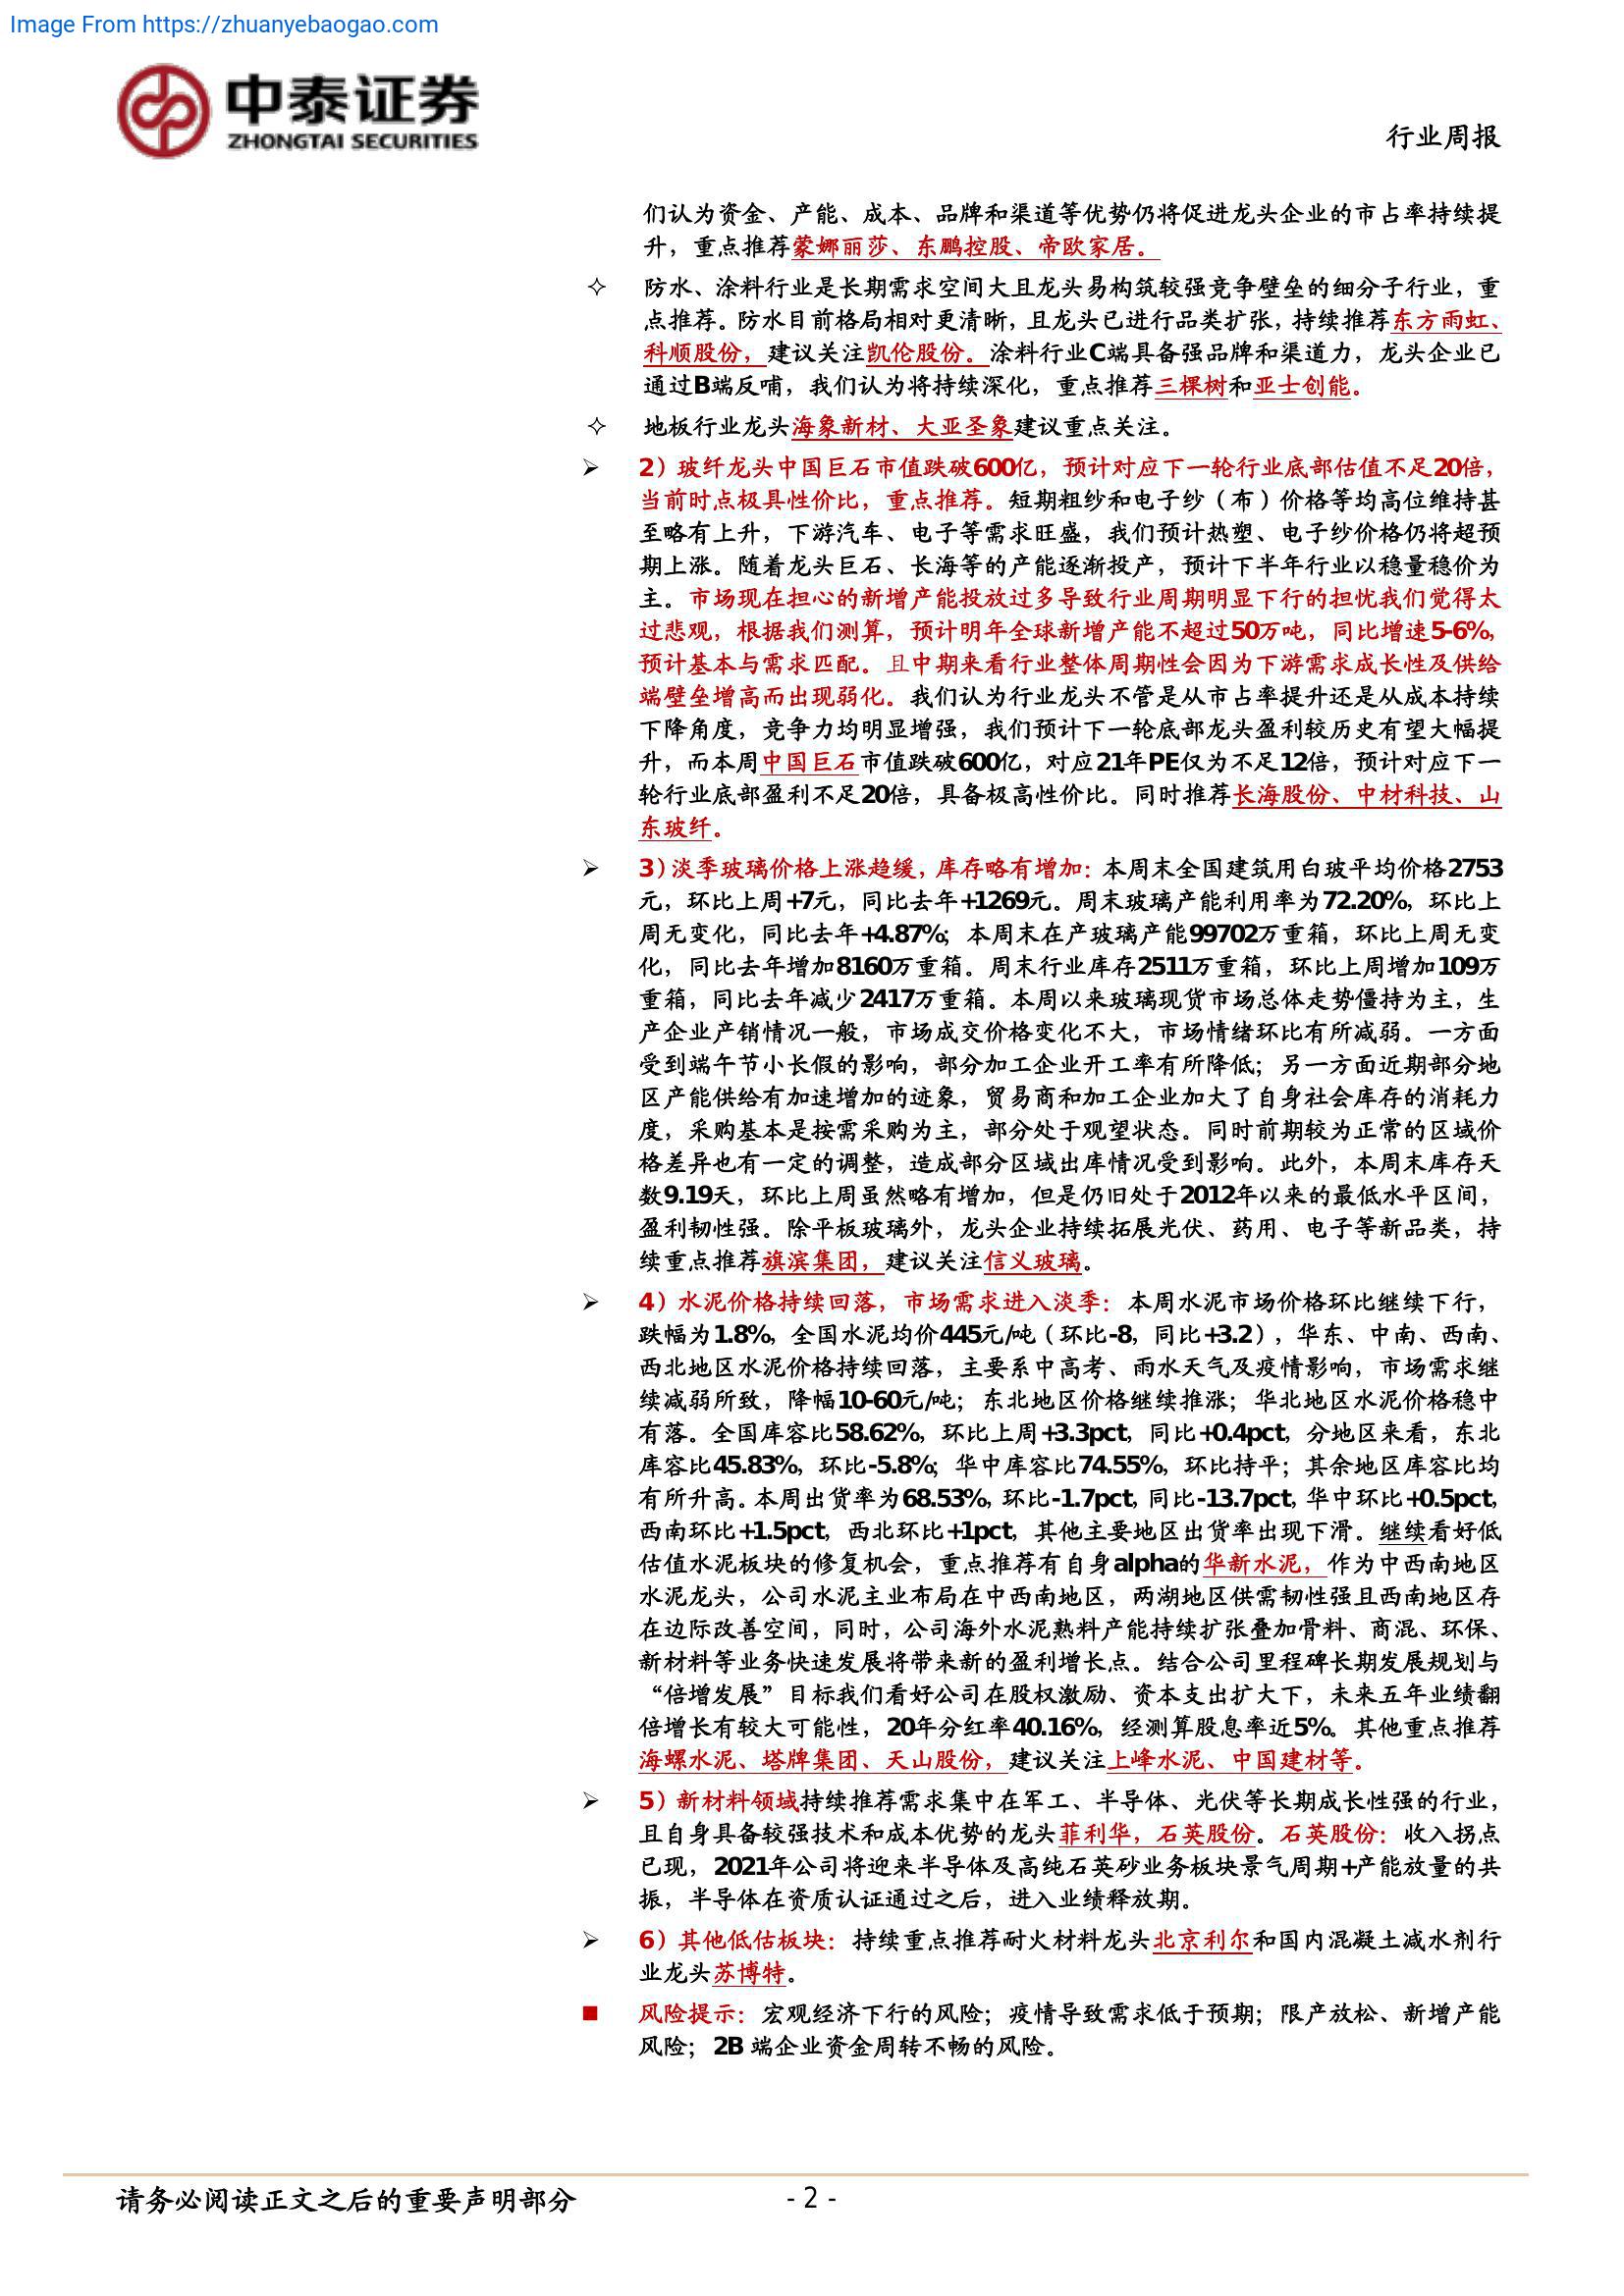 Image From https://zhuanyebaogao.com
中泰证券
ZHONGTAI SECURITIES
行业周报
们认为资金、产能、成本、品牌和渠道等优势仍将促进龙头企业的市占率持续提
升，重点推荐蒙娜丽莎、东鹏控股、帝欧家居。
✧ 防水、涂料行业是长期需求空间大且龙头易构筑较强竞争壁垒的细分子行业，重
点推荐。防水目前格局相对更清晰，且龙头已进行品类扩张，持续推荐东方雨虹、
科顺股份，建议关注凯伦股份。涂料行业C端具备强品牌和渠道力，龙头企业已
通过B端反哺，我们认为将持续深化，重点推荐三棵树和亚士创能。
✧ 地板行业龙头海象新材、大亚圣象建议重点关注。
➢ 2）玻纤龙头中国巨石市值跌破600亿，预计对应下一轮行业底部估值不足20倍，
当前时点极具性价比，重点推荐。短期粗纱和电子纱（布）价格等均高位维持甚
至略有上升，下游汽车、电子等需求旺盛，我们预计热塑、电子纱价格仍将超预
期上涨。随着龙头巨石、长海等的产能逐渐投产，预计下半年行业以稳量稳价为
主。市场现在担心的新增产能投放过多导致行业周期明显下行的担忧我们觉得太
过悲观，根据我们测算，预计明年全球新增产能不超过50万吨，同比增速5-6%，
预计基本与需求匹配。且中期来看行业整体周期性会因为下游需求成长性及供给
端壁垒增高而出现弱化。我们认为行业龙头不管是从市占率提升还是从成本持续
下降角度，竞争力均明显增强，我们预计下一轮底部龙头盈利较历史有望大幅提
升，而本周中国巨石市值跌破600亿，对应21年PE仅为不足12倍，预计对应下一
轮行业底部盈利不足20倍，具备极高性价比。同时推荐长海股份、中材科技、山
东玻纤。
➢ 3）淡季玻璃价格上涨趋缓，库存略有增加：本周末全国建筑用白玻平均价格2753
元，环比上周+7元，同比去年+1269元。周末玻璃产能利用率为72.20%，环比上
周无变化，同比去年+4.87%；本周末在产玻璃产能99702万重箱，环比上周无变
化，同比去年增加8160万重箱。周末行业库存2511万重箱，环比上周增加109万
重箱，同比去年减少2417万重箱。本周以来玻璃现货市场总体走势僵持为主，生
产企业产销情况一般，市场成交价格变化不大，市场情绪环比有所减弱。一方面
受到端午节小长假的影响，部分加工企业开工率有所降低；另一方面近期部分地
区产能供给有加速增加的迹象，贸易商和加工企业加大了自身社会库存的消耗力
度，采购基本是按需采购为主，部分处于观望状态。同时前期较为正常的区域价
格差异也有一定的调整，造成部分区域出库情况受到影响。此外，本周末库存天
数9.19天，环比上周虽然略有增加，但是仍旧处于2012年以来的最低水平区间，
盈利韧性强。除平板玻璃外，龙头企业持续拓展光伏、药用、电子等新品类，持
续重点推荐旗滨集团，建议关注信义玻璃。
➢ 4）水泥价格持续回落，市场需求进入淡季：本周水泥市场价格环比继续下行，
跌幅为1.8%，全国水泥均价445元/吨（环比-8，同比+3.2），华东、中南、西南、
西北地区水泥价格持续回落，主要系中高考、雨水天气及疫情影响，市场需求继
续减弱所致，降幅10-60元/吨；东北地区价格继续推涨；华北地区水泥价格稳中
有落。全国库容比58.62%，环比上周+3.3pct，同比+0.4pct，分地区来看，东北
库容比45.83%，环比-5.8%；华中库容比74.55%，环比持平；其余地区库容比均
有所升高。本周出货率为68.53%，环比-1.7pct，同比-13.7pct，华中环比+0.5pct，
西南环比+1.5pct，西北环比+1pct，其他主要地区出货率出现下滑。继续看好低
估值水泥板块的修复机会，重点推荐有自身alpha的华新水泥，作为中西南地区
水泥龙头，公司水泥主业布局在中西南地区，两湖地区供需韧性强且西南地区存
在边际改善空间，同时，公司海外水泥熟料产能持续扩张叠加骨料、商混、环保、
新材料等业务快速发展将带来新的盈利增长点。结合公司里程碑长期发展规划与
“倍增发展”目标我们看好公司在股权激励、资本支出扩大下，未来五年业绩翻
倍增长有较大可能性，20年分红率40.16%，经测算股息率近5%。其他重点推荐
海螺水泥、塔牌集团、天山股份，建议关注上峰水泥、中国建材等。
➢ 5）新材料领域持续推荐需求集中在军工、半导体、光伏等长期成长性强的行业，
且自身具备较强技术和成本优势的龙头菲利华，石英股份。石英股份：收入拐点
已现，2021年公司将迎来半导体及高纯石英砂业务板块景气周期+产能放量的共
振，半导体在资质认证通过之后，进入业绩释放期。
➢ 6）其他低估板块：持续重点推荐耐火材料龙头北京利尔和国内混凝土减水剂行
业龙头苏博特。
■ 风险提示：宏观经济下行的风险；疫情导致需求低于预期；限产放松、新增产能
风险；2B 端企业资金周转不畅的风险。
请务必阅读正文之后的重要声明部分
- 2 -